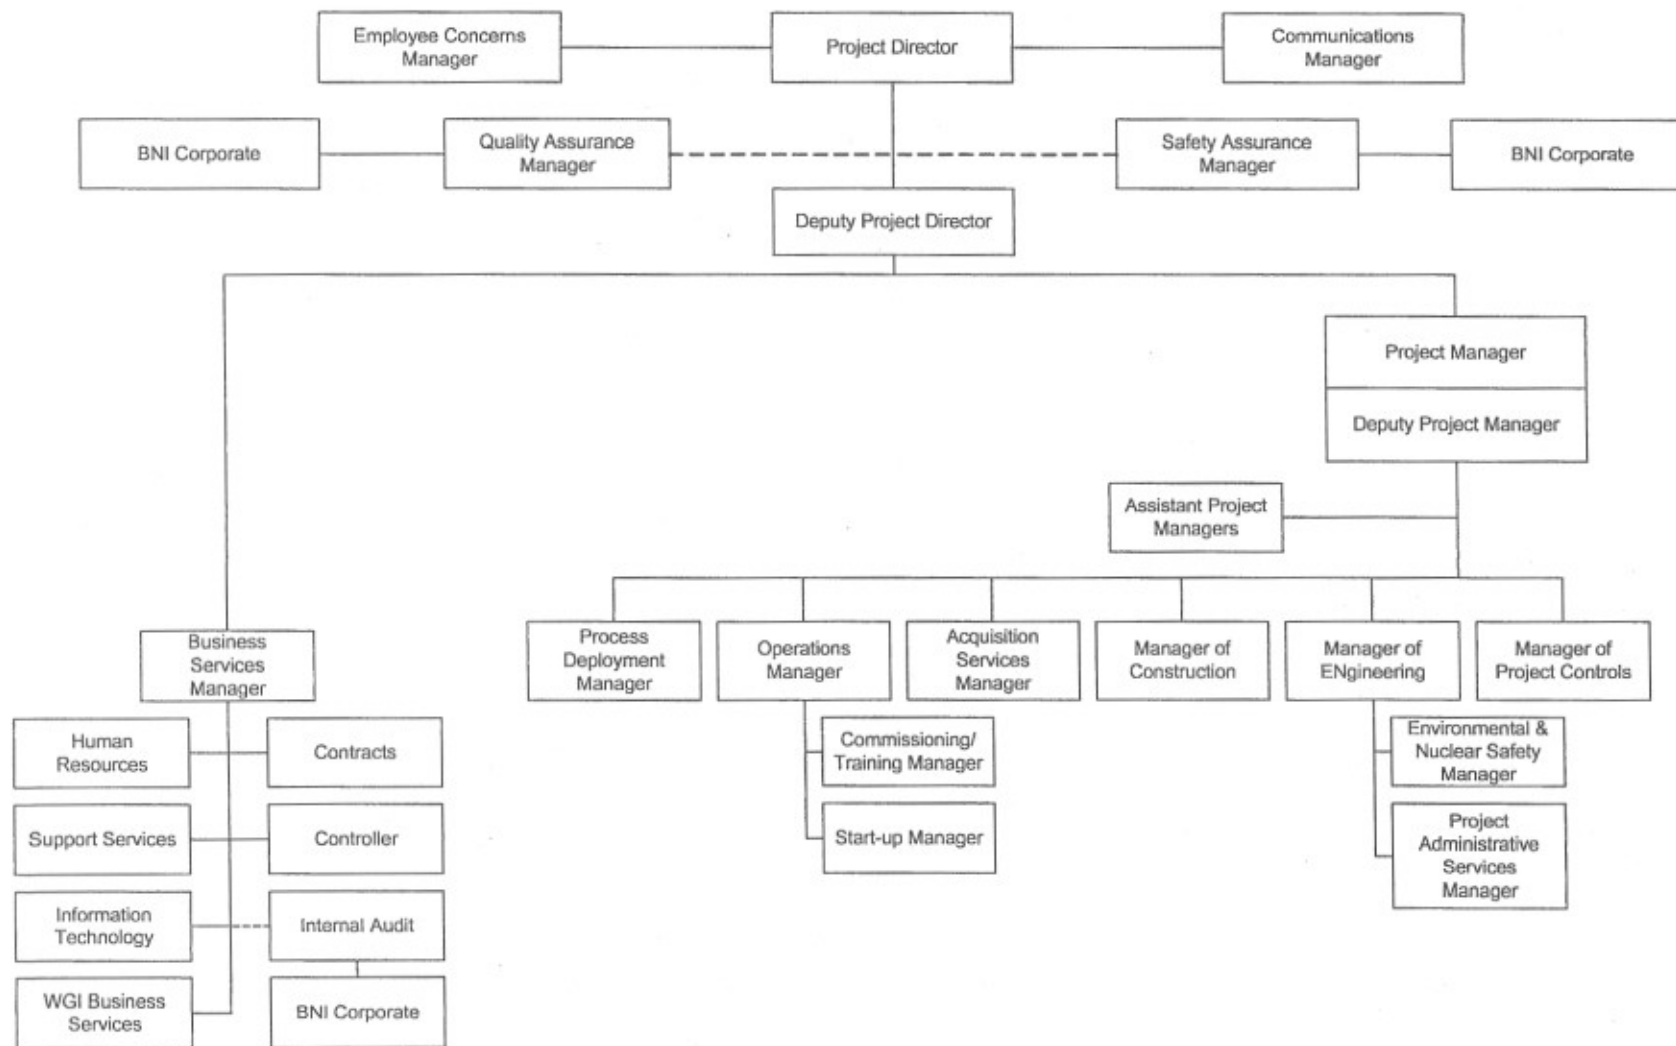 Employee Concerns
Manager
Project Director
Communications
Manager
BNI Corporate
Quality Assurance
Manager
Safety Assurance
Manager
BNI Corporate
Deputy Project Director
Project Manager
Deputy Project Manager
Assistant Project
Managers
Business
Services
Manager
Process
Deployment
Manager
Operations
Manager
Acquisition
Services
Manager
Manager of
Construction
Manager of
ENgineering
Manager of
Project Controls
Human
Resources
Contracts
Commissioning/
Training Manager
Environmental &
Nuclear Safety
Manager
Support Services
Controller
Start-up Manager
Project
Administrative
Services
Manager
Information
Technology
Internal Audit
WGI Business
Services
BNI Corporate